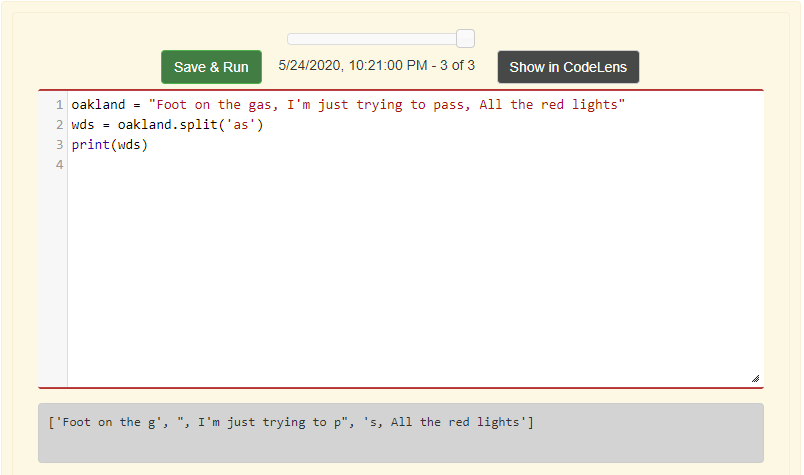 Save & Run 5/24/2020, 10:21:00 PM - 3 of 3 Show in CodeLens
1 oakland = "Foot on the gas, I'm just trying to pass, All the red lights"
2 wds = oakland.split('as')
3 print(wds)
4
['Foot on the g', ", I'm just trying to p", 's, All the red lights']